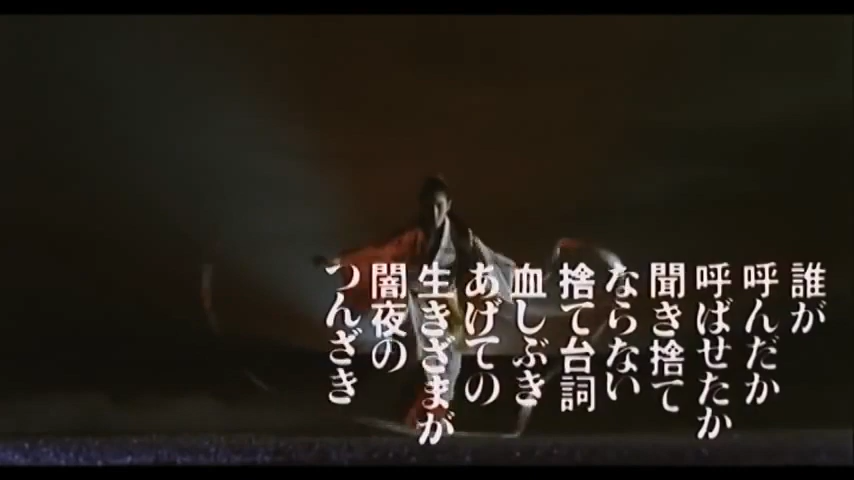 誰が
呼んだか
呼ばせたか
聞き捨て
ならない
捨て台詞
血しぶき
あげての
生きざまが
闇夜の
つんざき